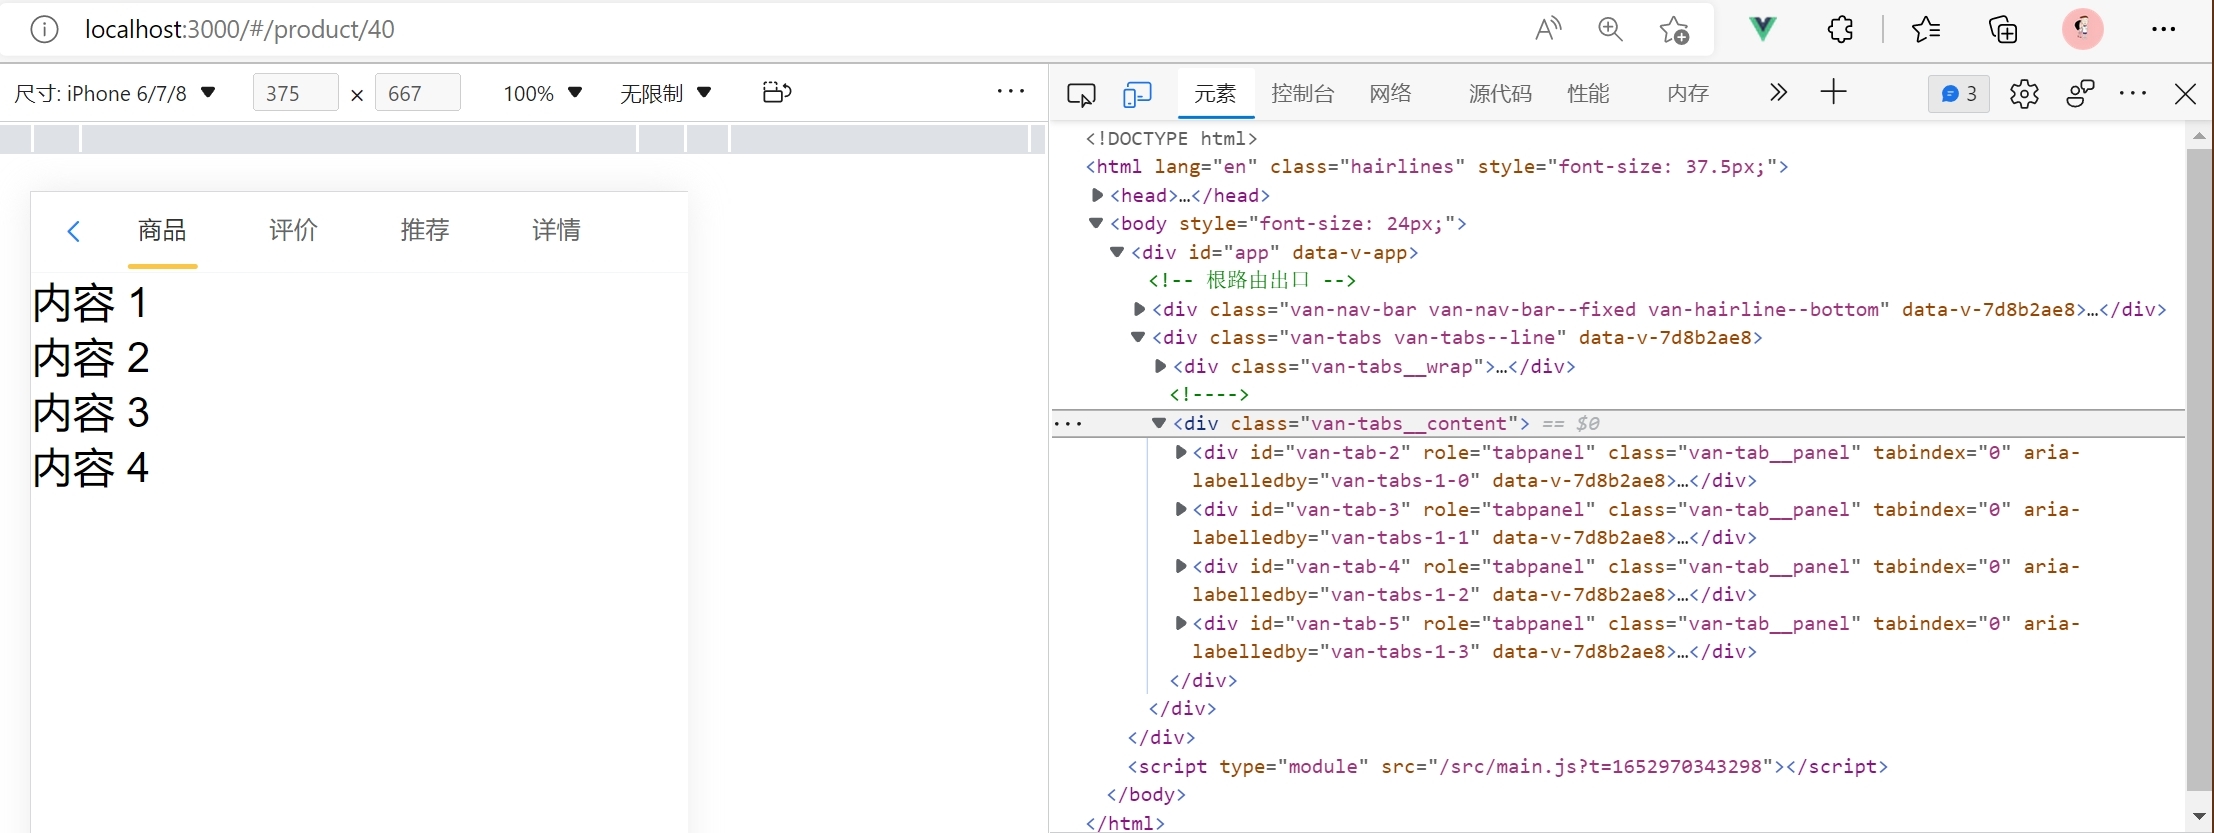 localhost:3000/#/product/40
尺寸: iPhone 6/7/8 375 × 667 100% 无限制
元素 控制台 网络 源代码 性能 内存 3
商品 评价 推荐 详情
内容 1
内容 2
内容 3
内容 4
<!DOCTYPE html>
<html lang="en" class="hairlines" style="font-size: 37.5px;">
<head>…</head>
<body style="font-size: 24px;">
<div id="app" data-v-app>
<!-- 根路由出口 -->
<div class="van-nav-bar van-nav-bar--fixed van-hairline--bottom" data-v-7d8b2ae8>…</div>
<div class="van-tabs van-tabs--line" data-v-7d8b2ae8>
<div class="van-tabs__wrap">…</div>
<!---->
<div class="van-tabs__content"> == $0
<div id="van-tab-2" role="tabpanel" class="van-tab__panel" tabindex="0" aria-
labelledby="van-tabs-1-0" data-v-7d8b2ae8>…</div>
<div id="van-tab-3" role="tabpanel" class="van-tab__panel" tabindex="0" aria-
labelledby="van-tabs-1-1" data-v-7d8b2ae8>…</div>
<div id="van-tab-4" role="tabpanel" class="van-tab__panel" tabindex="0" aria-
labelledby="van-tabs-1-2" data-v-7d8b2ae8>…</div>
<div id="van-tab-5" role="tabpanel" class="van-tab__panel" tabindex="0" aria-
labelledby="van-tabs-1-3" data-v-7d8b2ae8>…</div>
</div>
</div>
</div>
<script type="module" src="/src/main.js?t=1652970343298"></script>
</body>
</html>